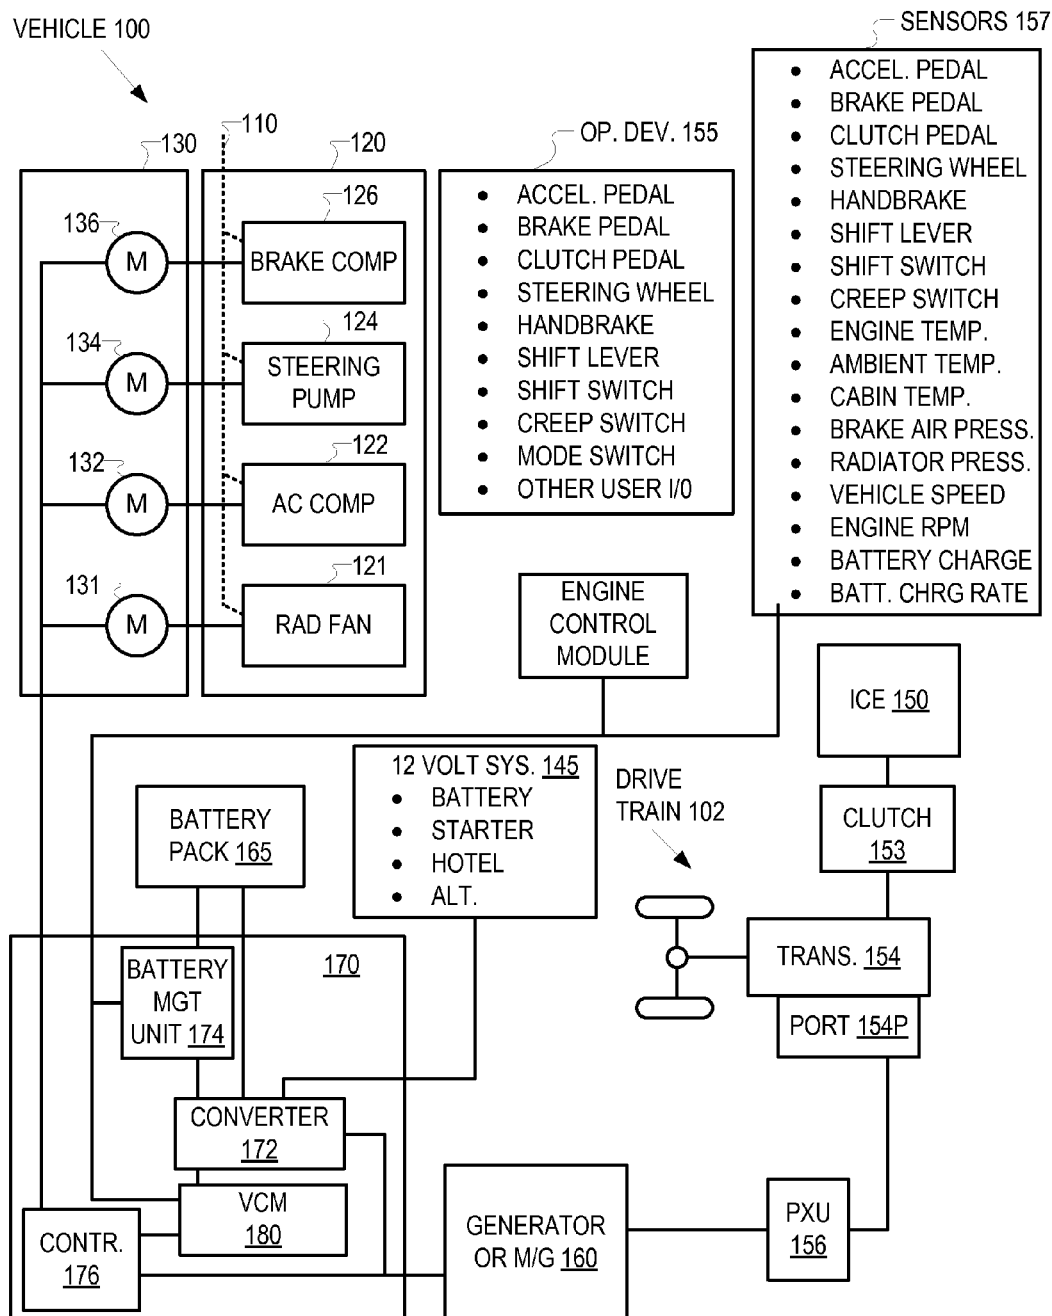 VEHICLE 100
SENSORS 157
• ACCEL. PEDAL
• BRAKE PEDAL
• CLUTCH PEDAL
• STEERING WHEEL
• HANDBRAKE
• SHIFT LEVER
• SHIFT SWITCH
• CREEP SWITCH
• ENGINE TEMP.
• AMBIENT TEMP.
• CABIN TEMP.
• BRAKE AIR PRESS.
• RADIATOR PRESS.
• VEHICLE SPEED
• ENGINE RPM
• BATTERY CHARGE
• BATT. CHRG RATE
110
130
120
OP. DEV. 155
• ACCEL. PEDAL
• BRAKE PEDAL
• CLUTCH PEDAL
• STEERING WHEEL
• HANDBRAKE
• SHIFT LEVER
• SHIFT SWITCH
• CREEP SWITCH
• MODE SWITCH
• OTHER USER I/0
136
M
126
BRAKE COMP
134
M
124
STEERING
PUMP
132
M
122
AC COMP
131
M
121
RAD FAN
ENGINE
CONTROL
MODULE
ICE 150
12 VOLT SYS. 145
• BATTERY
• STARTER
• HOTEL
• ALT.
DRIVE
TRAIN 102
CLUTCH
153
BATTERY
PACK 165
TRANS. 154
PORT 154P
170
BATTERY
MGT
UNIT 174
CONVERTER
172
VCM
180
CONTR.
176
GENERATOR
OR M/G 160
PXU
156